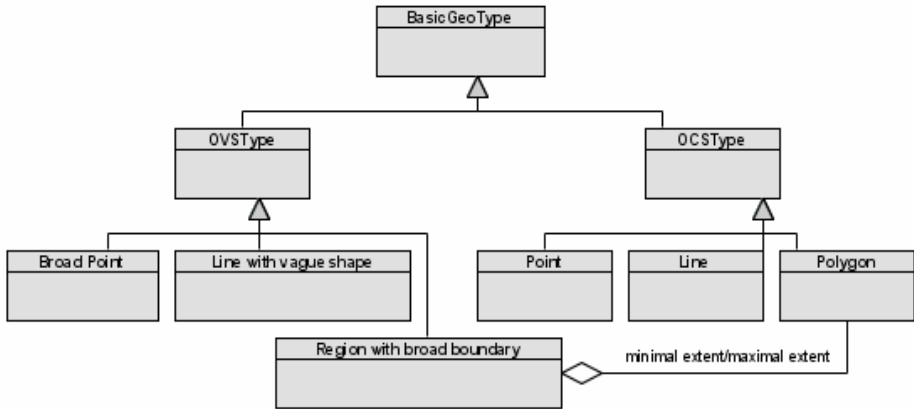 BasicGeoType
OVSType
OCSType
Broad Point
Line with vague shape
Point
Line
Polygon
Region with broad boundary
minimal extent/maximal extent